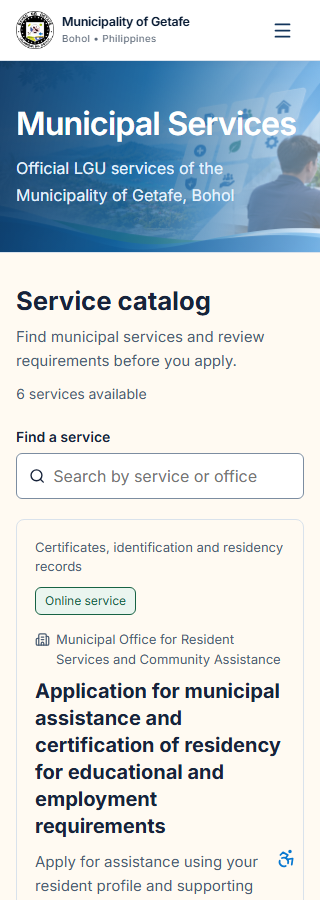 Municipality of Getafe
Bohol • Philippines
Municipal Services
Official LGU services of the
Municipality of Getafe, Bohol
Service catalog
Find municipal services and review
requirements before you apply.
6 services available
Find a service
Search by service or office
Certificates, identification and residency
records
Online service
Municipal Office for Resident
Services and Community Assistance
Application for municipal
assistance and
certification of residency
for educational and
employment
requirements
Apply for assistance using your
resident profile and supporting